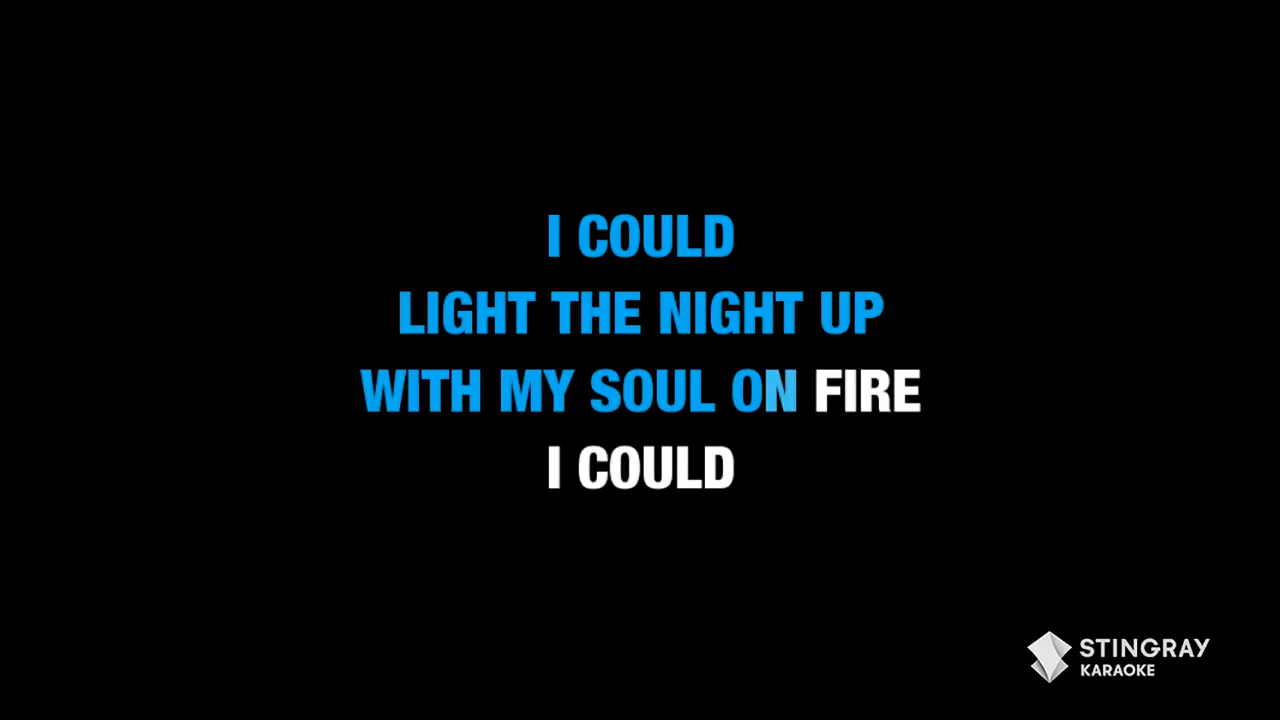 I COULD
LIGHT THE NIGHT UP
WITH MY SOUL ON FIRE
I COULD
STINGRAY
KARAOKE